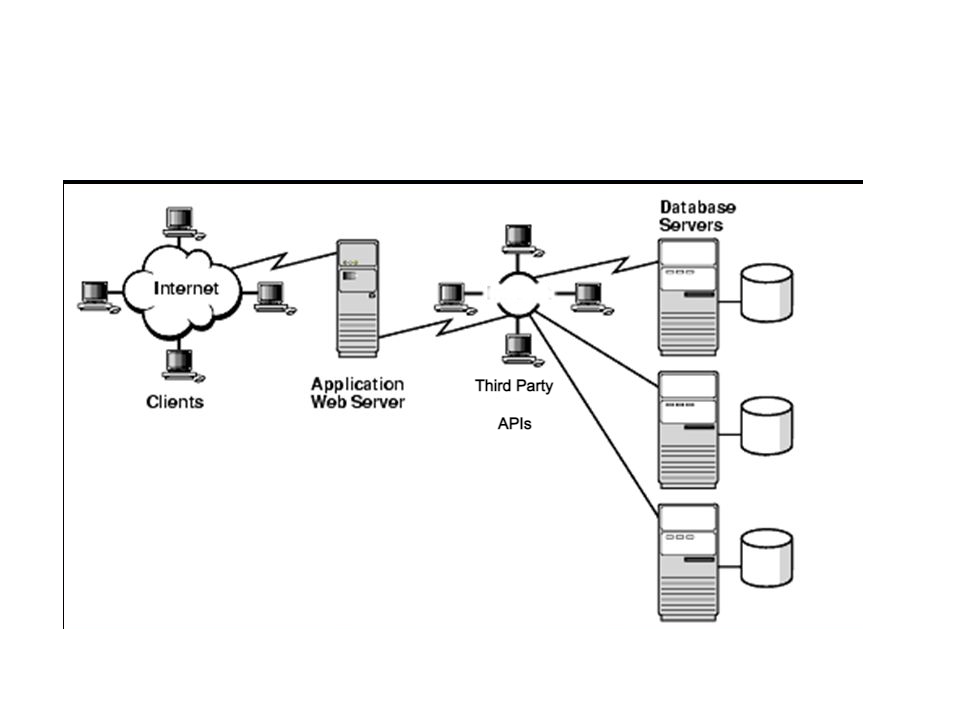 Database
Servers
Internet
Clients
Application
Web Server
Third Party
APIs